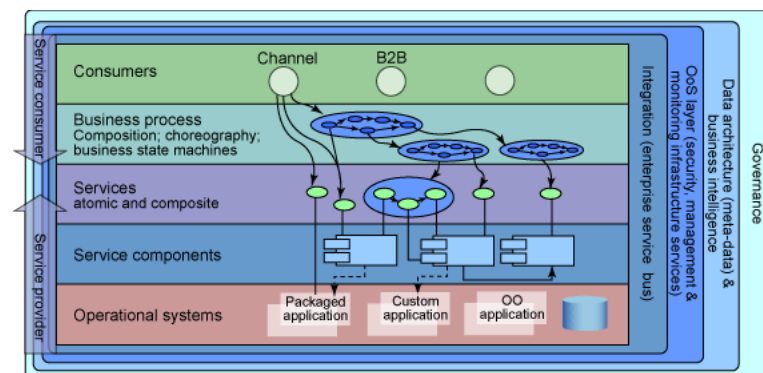 Channel
B2B
Consumers
Business process
Composition; choreography;
business state machines
Services
atomic and composite
Service components
Operational systems
Packaged
application
Custom
application
OO
application
Service consumer
Service provider
Integration (enterprise service bus)
QoS layer (security, management &
monitoring infrastructure services)
Data architecture (meta-data) &
business intelligence
Governance